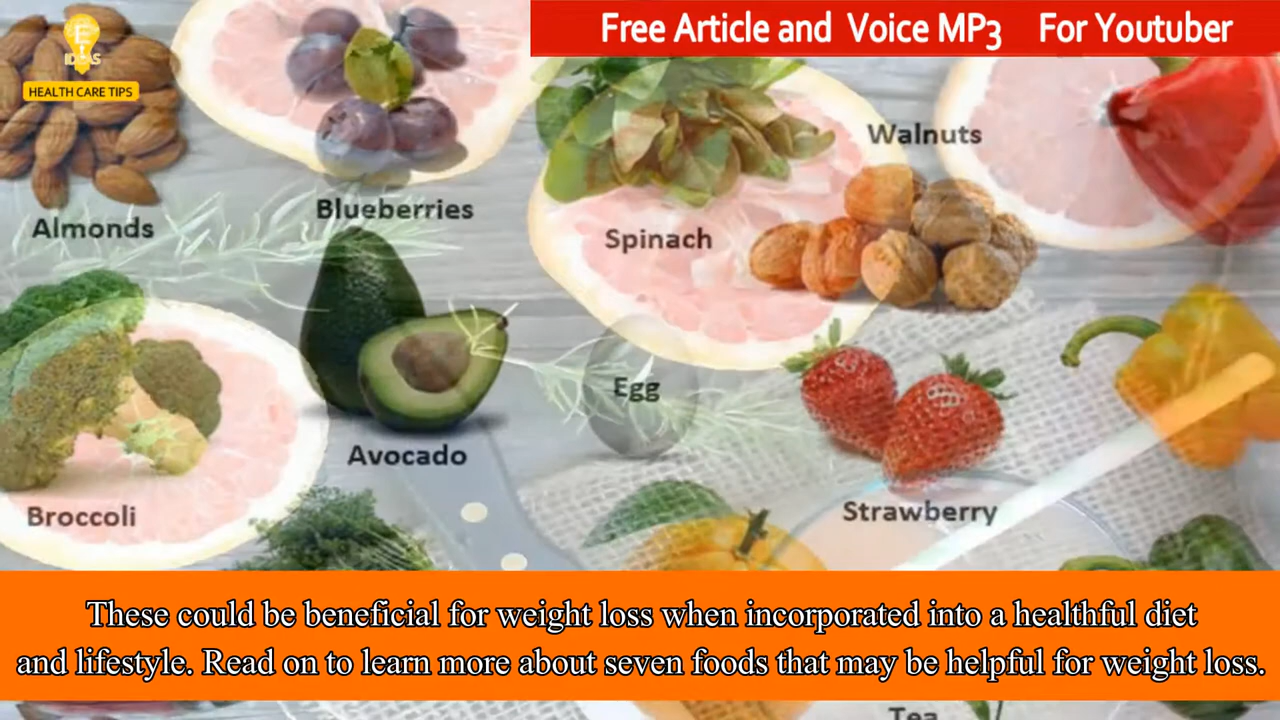 Free Article and Voice MP3 For Youtuber
IDEAS
HEALTH CARE TIPS
Walnuts
Blueberries
Almonds
Spinach
Egg
Avocado
Strawberry
Broccoli
These could be beneficial for weight loss when incorporated into a healthful diet
and lifestyle. Read on to learn more about seven foods that may be helpful for weight loss.
Tea